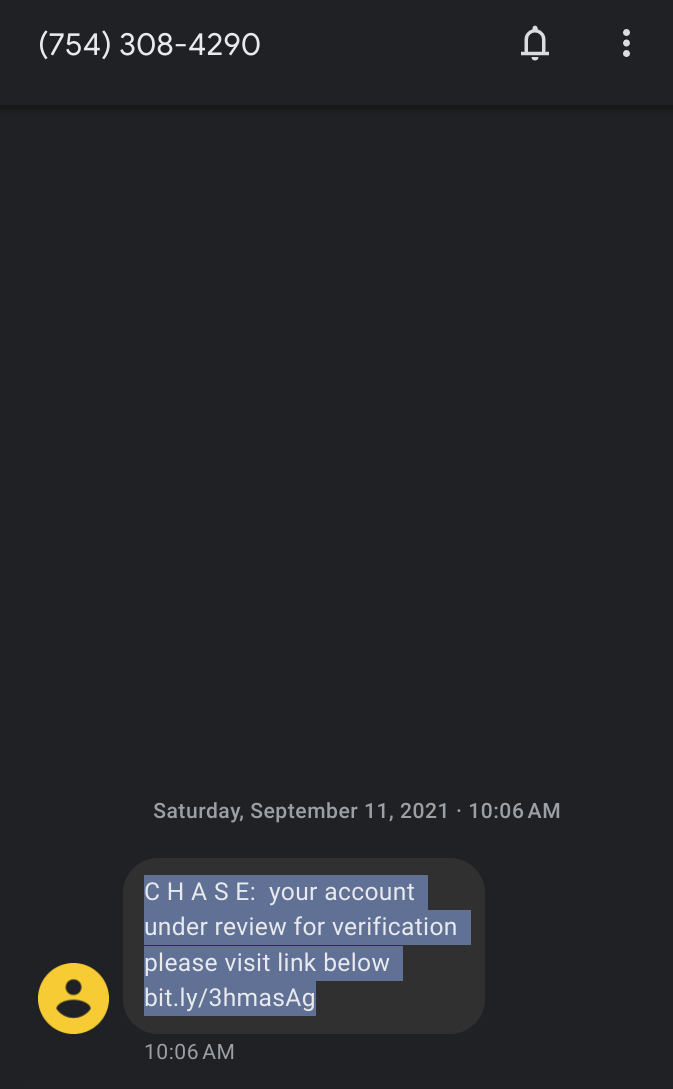 (754) 308-4290
Saturday, September 11, 2021 · 10:06 AM
C H A S E:  your account
under review for verification
please visit link below
bit.ly/3hmasAg
10:06 AM